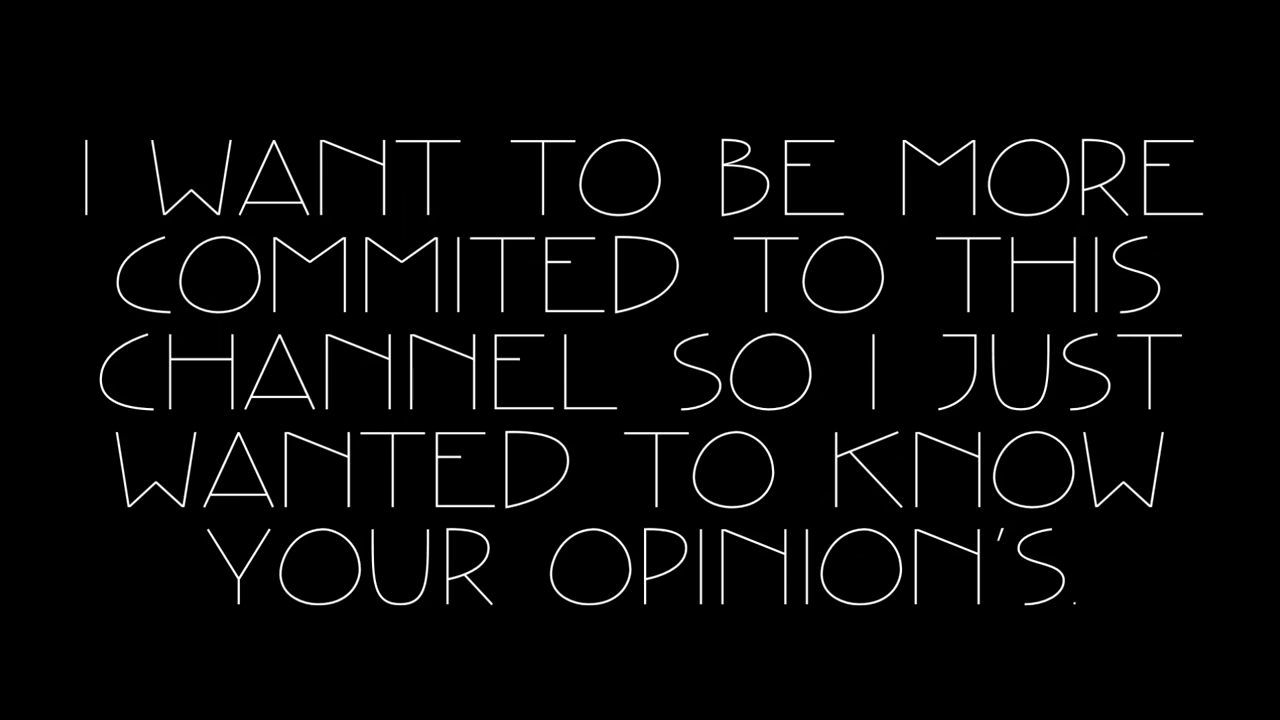 I WANT TO BE MORE
COMMITED TO THIS
CHANNEL SO I JUST
WANTED TO KNOW
YOUR OPINION'S.